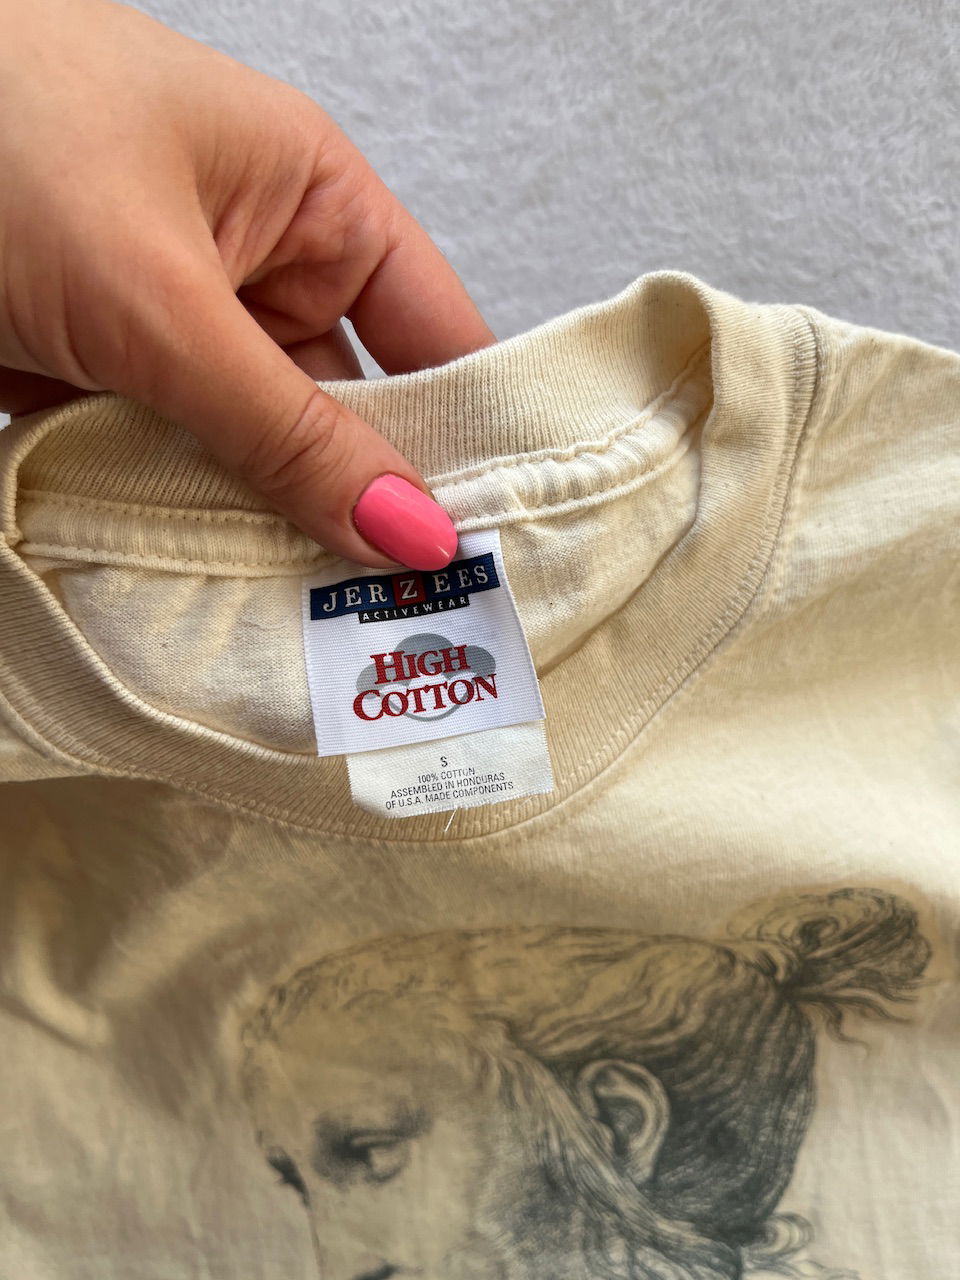 JERZEES
ACTIVEWEAR
HIGH
COTTON
S
100% COTTON
ASSEMBLED IN HONDURAS
OF U.S.A. MADE COMPONENTS